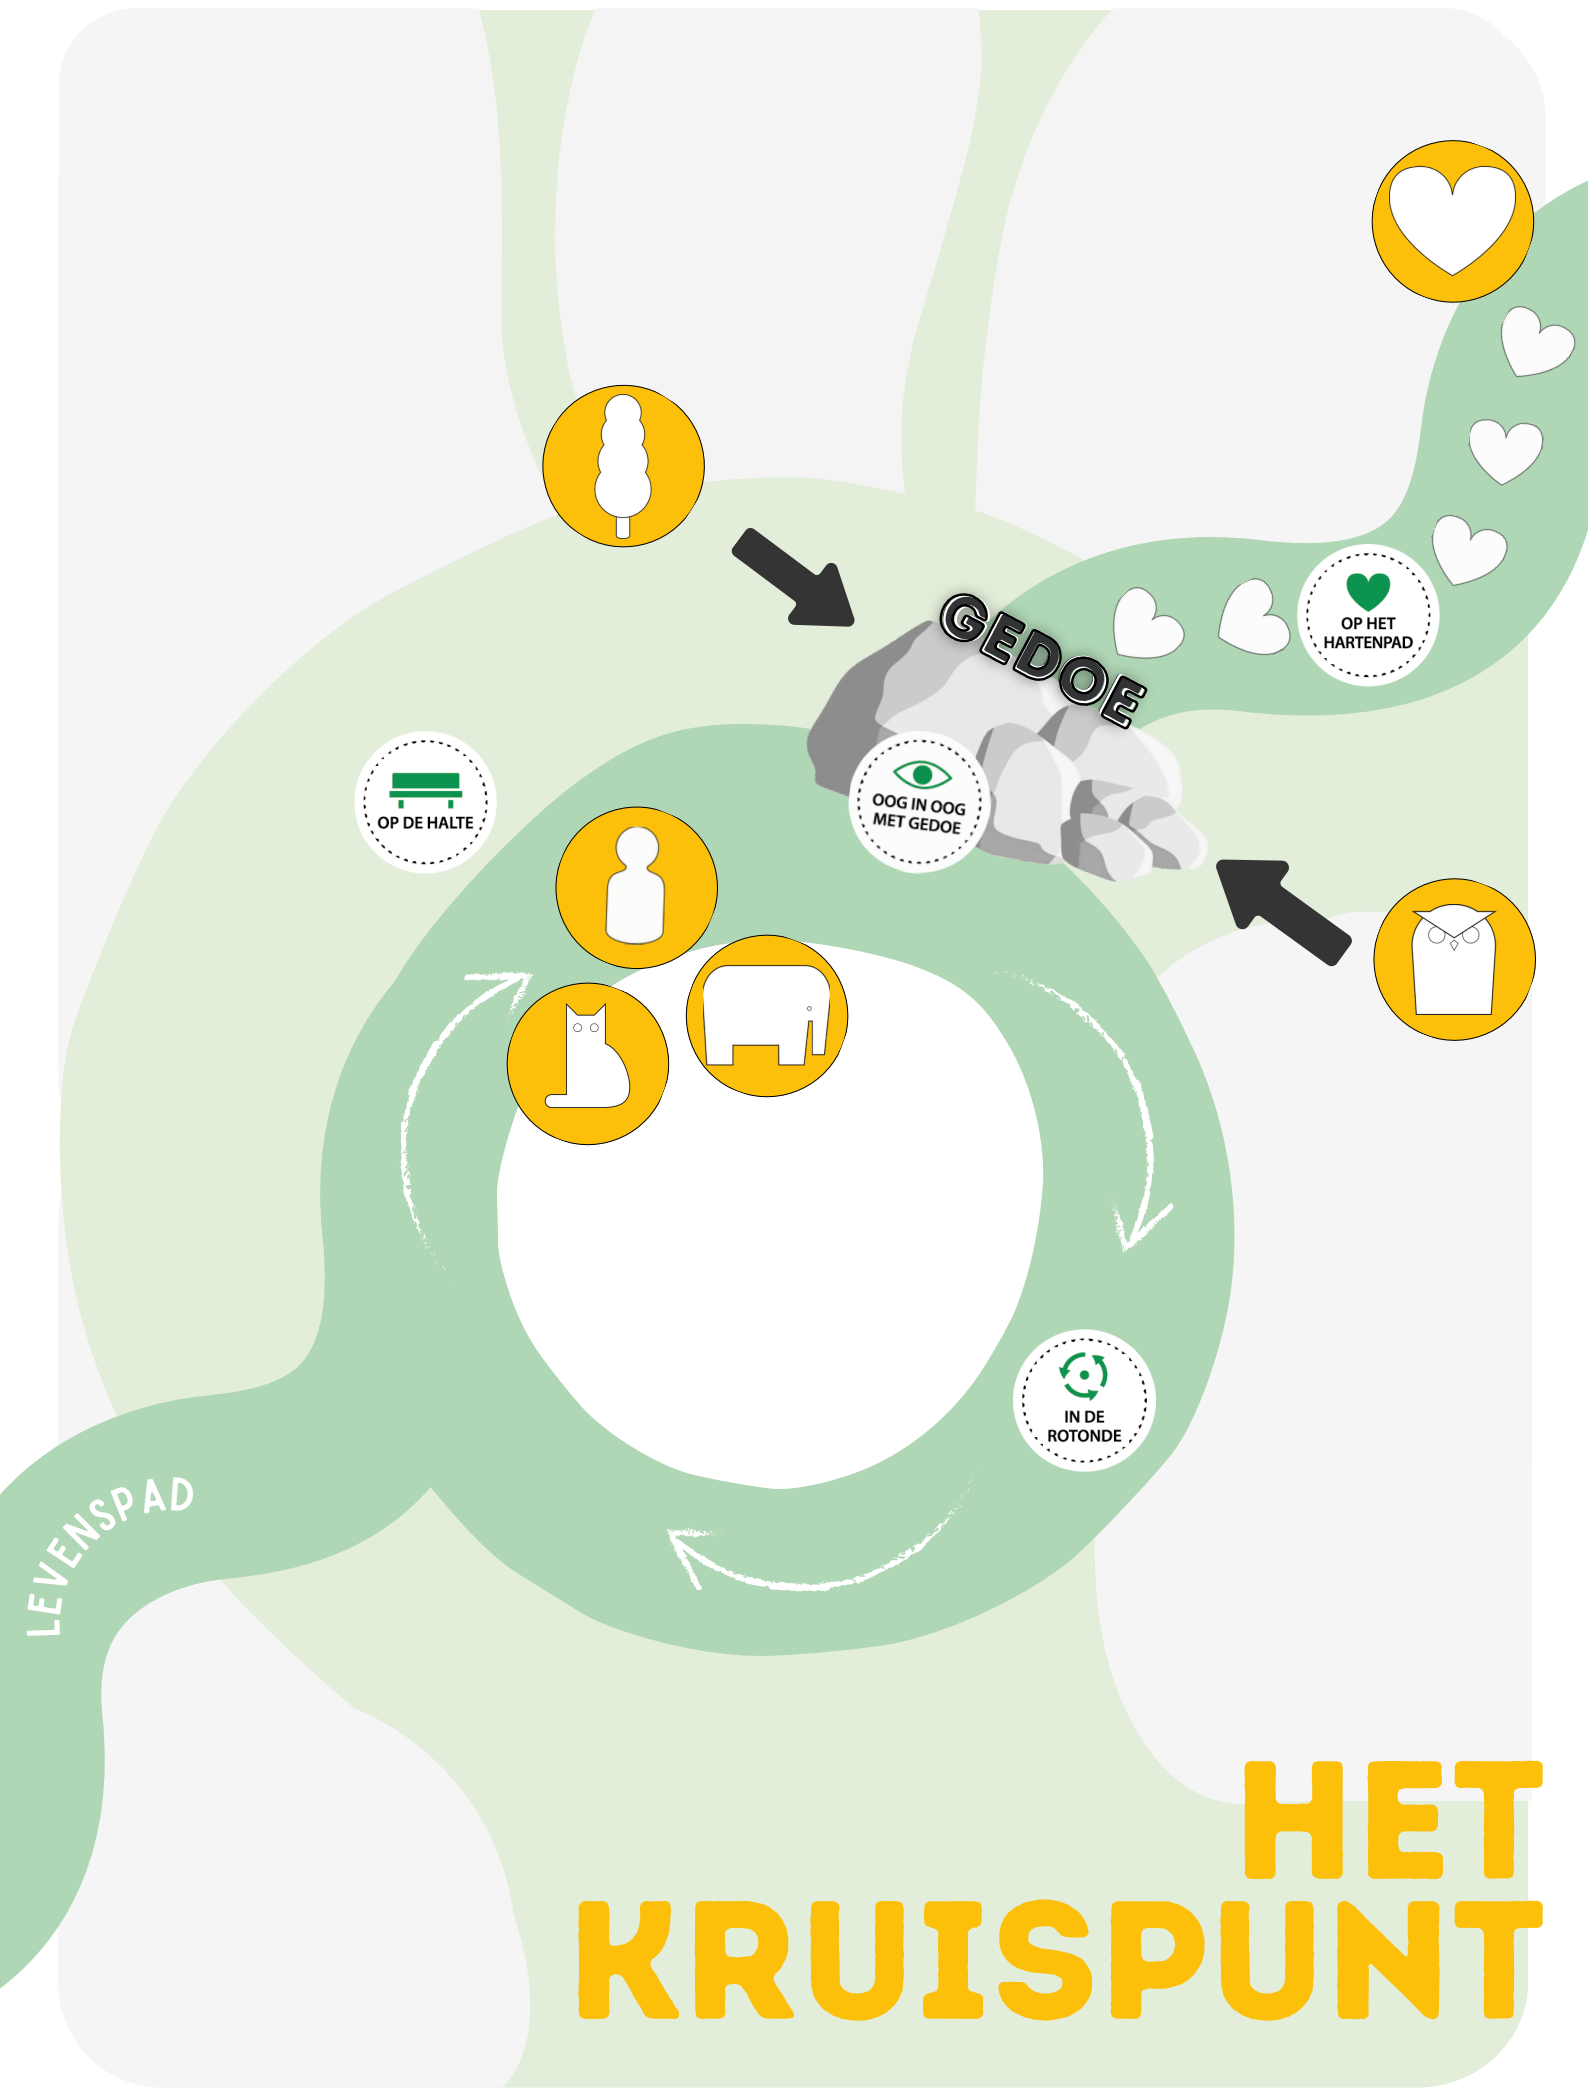 GEDOE
OP HET
HARTENPAD
OP DE HALTE
OOG IN OOG
MET GEDOE
IN DE
ROTONDE
LEVENSPAD
HET
KRUISPUNT